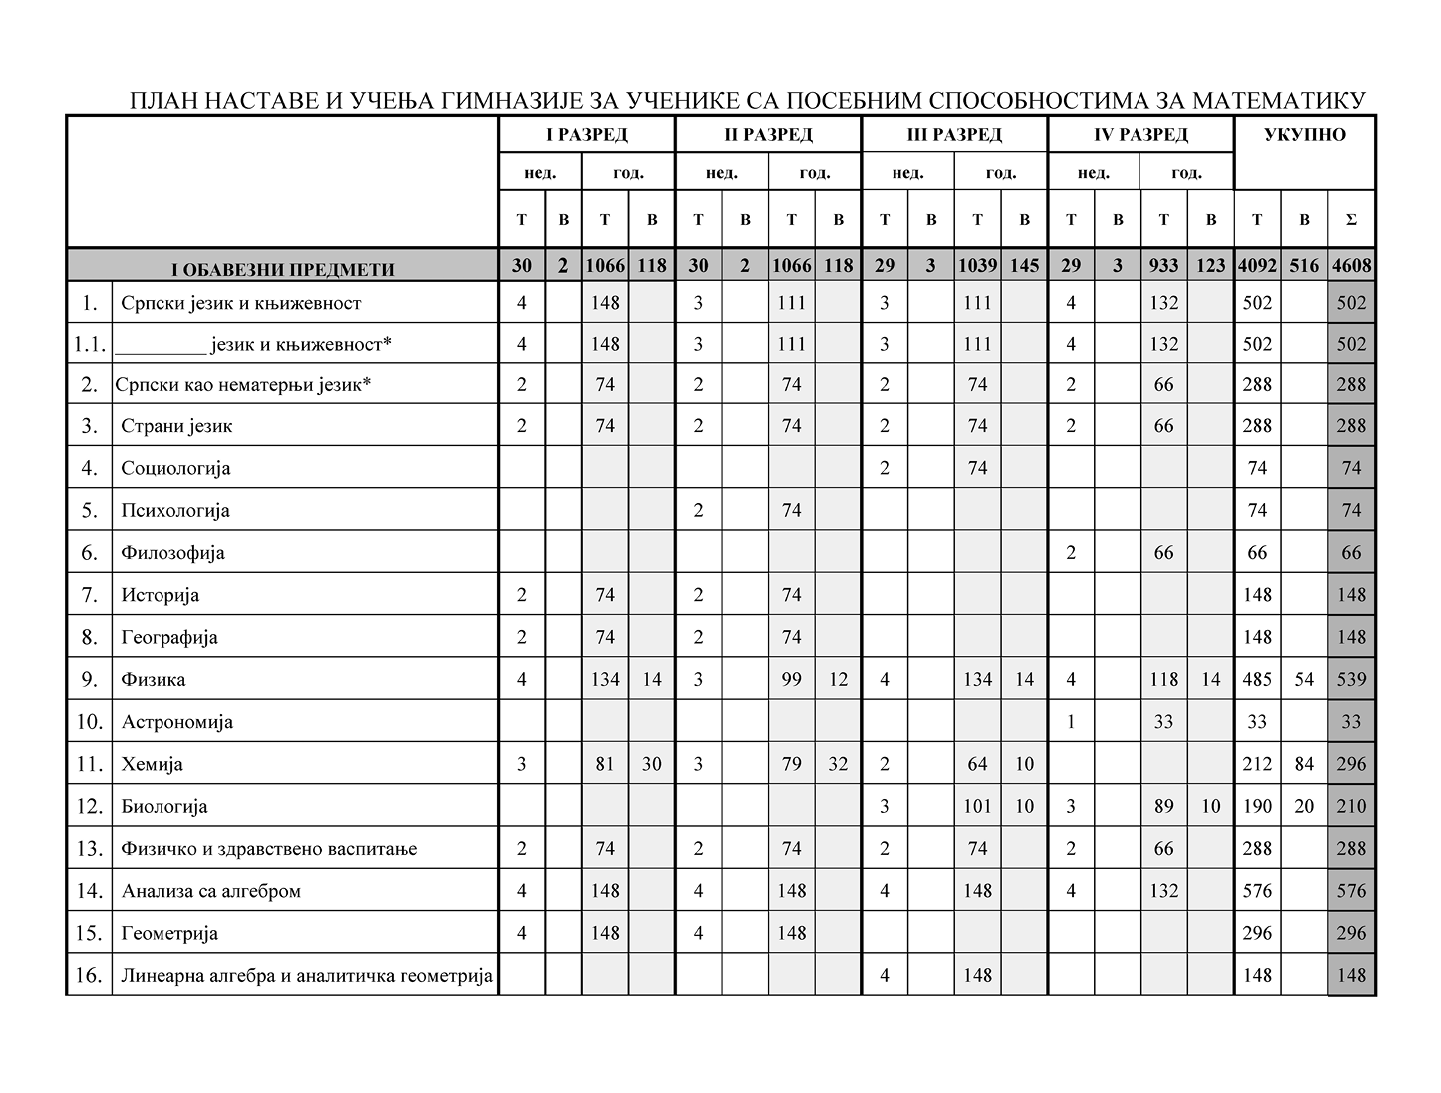 ПЛАН НАСТАВЕ И УЧЕЊА ГИМНАЗИЈЕ ЗА УЧЕНИКЕ СА ПОСЕБНИМ СПОСОБНОСТИМА ЗА МАТЕМАТИКУ
I РАЗРЕД II РАЗРЕД III РАЗРЕД IV РАЗРЕД УКУПНО
нед. год. нед. год. нед. год. нед. год.
Т В Т В Т В Т В Т В Т В Т В Т В Т В Σ
I ОБАВЕЗНИ ПРЕДМЕТИ 30 2 1066 118 30 2 1066 118 29 3 1039 145 29 3 933 123 4092 516 4608
1. Српски језик и књижевност 4 148 3 111 3 111 4 132 502 502
1.1. __________ језик и књижевност* 4 148 3 111 3 111 4 132 502 502
2. Српски као нематерњи језик* 2 74 2 74 2 74 2 66 288 288
3. Страни језик 2 74 2 74 2 74 2 66 288 288
4. Социологија 2 74 74 74
5. Психологија 2 74 74 74
6. Филозофија 2 66 66 66
7. Историја 2 74 2 74 148 148
8. Географија 2 74 2 74 148 148
9. Физика 4 134 14 3 99 12 4 134 14 4 118 14 485 54 539
10. Астрономија 1 33 33 33
11. Хемија 3 81 30 3 79 32 2 64 10 212 84 296
12. Биологија 3 101 10 3 89 10 190 20 210
13. Физичко и здравствено васпитање 2 74 2 74 2 74 2 66 288 288
14. Анализа са алгебром 4 148 4 148 4 148 4 132 576 576
15. Геометрија 4 148 4 148 296 296
16. Линеарна алгебра и аналитичка геометрија 4 148 148 148